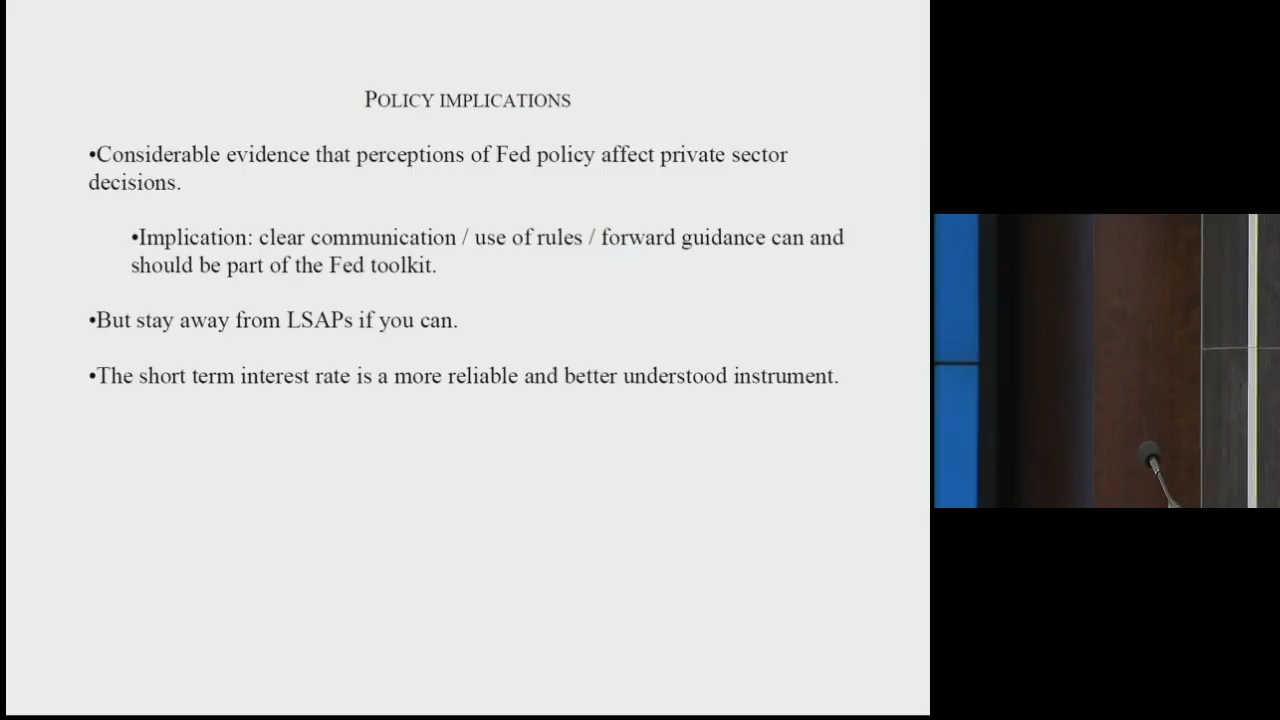 POLICY IMPLICATIONS
•Considerable evidence that perceptions of Fed policy affect private sector
decisions.
•Implication: clear communication / use of rules / forward guidance can and
should be part of the Fed toolkit.
•But stay away from LSAPs if you can.
•The short term interest rate is a more reliable and better understood instrument.